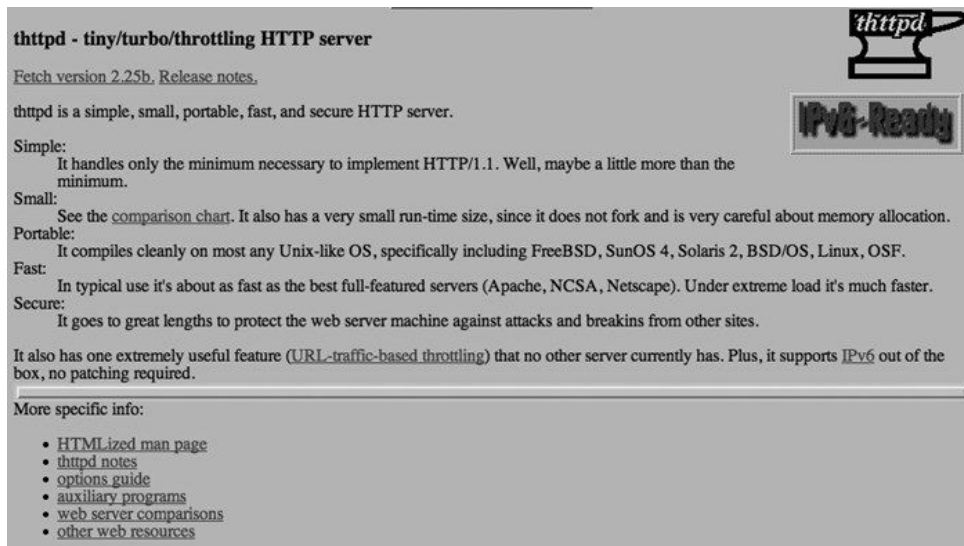 thttpd
thttpd - tiny/turbo/throttling HTTP server
Fetch version 2.25b. Release notes.
IPv6-Ready
thttpd is a simple, small, portable, fast, and secure HTTP server.
Simple:
It handles only the minimum necessary to implement HTTP/1.1. Well, maybe a little more than the
minimum.
Small:
See the comparison chart. It also has a very small run-time size, since it does not fork and is very careful about memory allocation.
Portable:
It compiles cleanly on most any Unix-like OS, specifically including FreeBSD, SunOS 4, Solaris 2, BSD/OS, Linux, OSF.
Fast:
In typical use it's about as fast as the best full-featured servers (Apache, NCSA, Netscape). Under extreme load it's much faster.
Secure:
It goes to great lengths to protect the web server machine against attacks and breakins from other sites.
It also has one extremely useful feature (URL-traffic-based throttling) that no other server currently has. Plus, it supports IPv6 out of the
box, no patching required.
More specific info:
• HTMLized man page
• thttpd notes
• options guide
• auxiliary programs
• web server comparisons
• other web resources